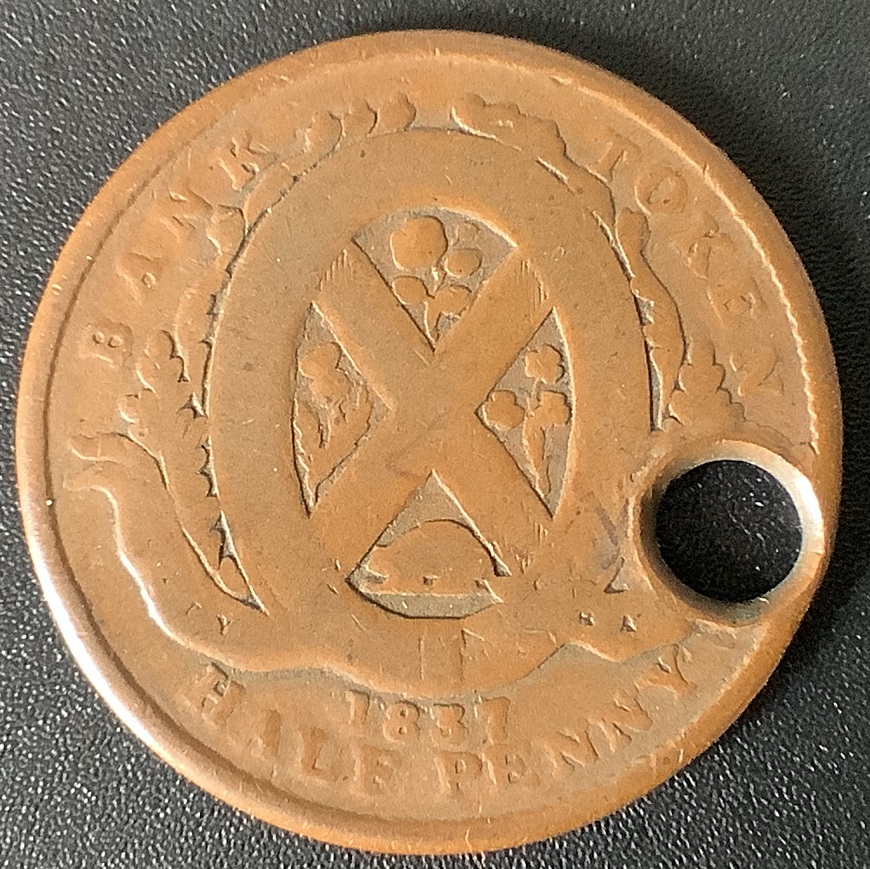 BANK TOKEN
1837
HALF PENNY